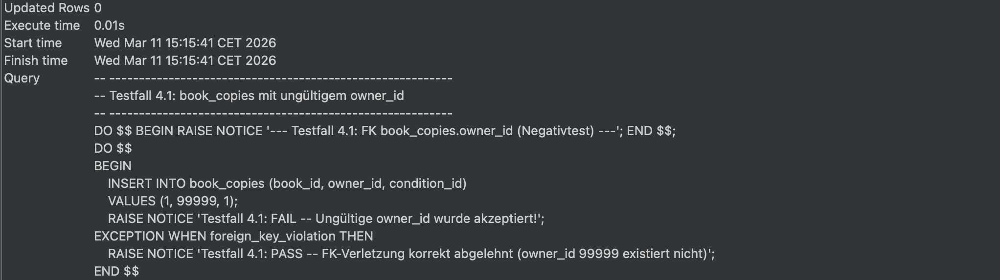 Updated Rows 0
Execute time 0.01s
Start time Wed Mar 11 15:15:41 CET 2026
Finish time Wed Mar 11 15:15:41 CET 2026
Query -- ----------------------------------------------------------
-- Testfall 4.1: book_copies mit ungültigem owner_id
-- ----------------------------------------------------------
DO $$ BEGIN RAISE NOTICE '--- Testfall 4.1: FK book_copies.owner_id (Negativtest) ---'; END $$;
DO $$
BEGIN
    INSERT INTO book_copies (book_id, owner_id, condition_id)
    VALUES (1, 99999, 1);
    RAISE NOTICE 'Testfall 4.1: FAIL -- Ungültige owner_id wurde akzeptiert!';
EXCEPTION WHEN foreign_key_violation THEN
    RAISE NOTICE 'Testfall 4.1: PASS -- FK-Verletzung korrekt abgelehnt (owner_id 99999 existiert nicht)';
END $$